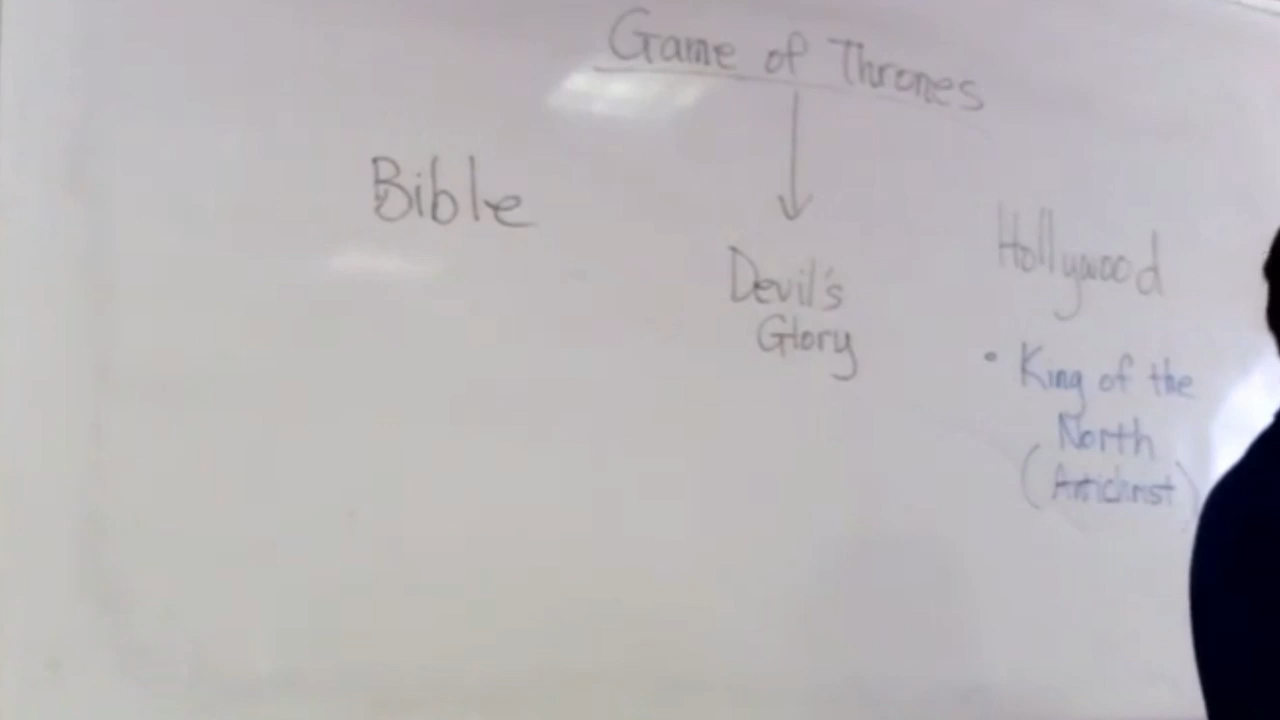 Game of Thrones
Bible
Devil's
Glory
Hollywood
• King of the
North
(Antichrist)